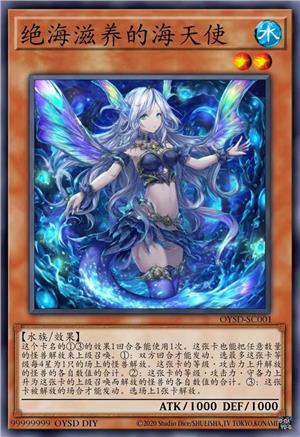 绝海滋养的海天使
水
OYSD-SC001
[水族/效果]
这个卡名的①③的效果1回合各能使用1次。这张卡也能把任意数量
的怪兽解放来上级召唤。①:双方回合才能发动。选最多这张卡等
级每4星为1只的场上的怪兽解放。这张卡的等级,攻击力上升解
放的怪兽的各自数值的合计。②:这张卡的等级,攻击力,守备力上
升为这张卡的上级召唤而解放的怪兽的各自数值的合计。③:这张
卡被解放的场合才能发动。选场上1张卡解放。
ATK/1000 DEF/1000
99999999 OYSD DIY
©2020 Studio Dice/SHUEISHA,TV TOKYO,KONAMI